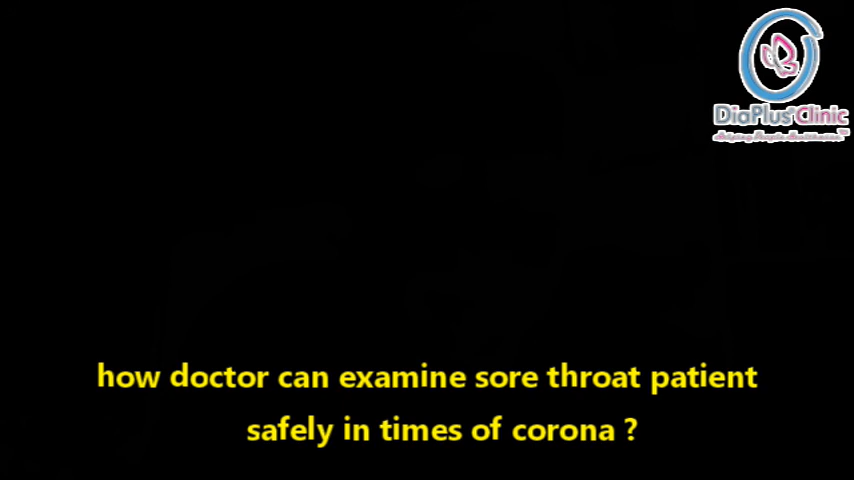 DiaPlus Clinic
how doctor can examine sore throat patient
safely in times of corona ?